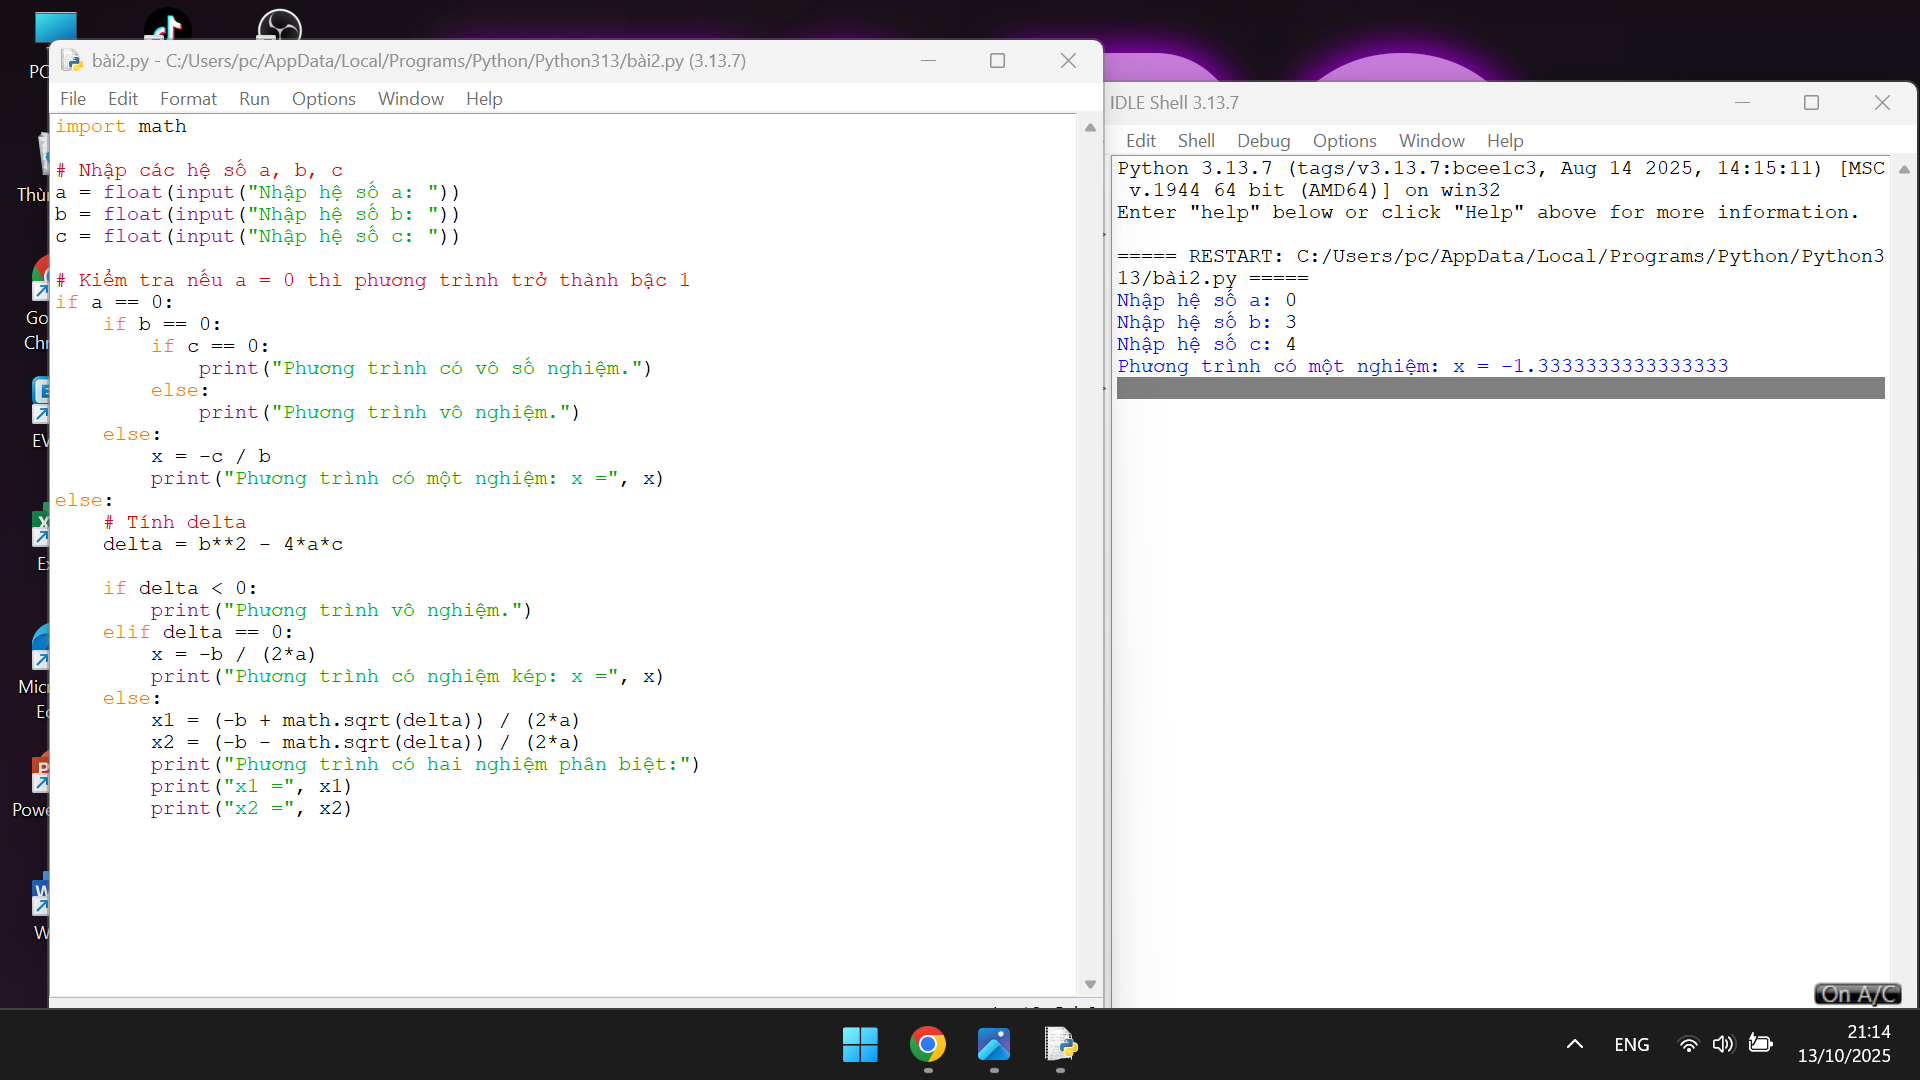 bài2.py - C:/Users/pc/AppData/Local/Programs/Python/Python313/bài2.py (3.13.7)
File Edit Format Run Options Window Help
import math
# Nhập các hệ số a, b, c
a = float(input("Nhập hệ số a: "))
b = float(input("Nhập hệ số b: "))
c = float(input("Nhập hệ số c: "))
# Kiểm tra nếu a = 0 thì phương trình trở thành bậc 1
if a == 0:
    if b == 0:
        if c == 0:
            print("Phương trình có vô số nghiệm.")
        else:
            print("Phương trình vô nghiệm.")
    else:
        x = -c / b
        print("Phương trình có một nghiệm: x =", x)
else:
    # Tính delta
    delta = b**2 - 4*a*c
    if delta < 0:
        print("Phương trình vô nghiệm.")
    elif delta == 0:
        x = -b / (2*a)
        print("Phương trình có nghiệm kép: x =", x)
    else:
        x1 = (-b + math.sqrt(delta)) / (2*a)
        x2 = (-b - math.sqrt(delta)) / (2*a)
        print("Phương trình có hai nghiệm phân biệt:")
        print("x1 =", x1)
        print("x2 =", x2)
IDLE Shell 3.13.7
Edit Shell Debug Options Window Help
Python 3.13.7 (tags/v3.13.7:bcee1c3, Aug 14 2025, 14:15:11) [MSC
v.1944 64 bit (AMD64)] on win32
Enter "help" below or click "Help" above for more information.
===== RESTART: C:/Users/pc/AppData/Local/Programs/Python/Python3
13/bài2.py =====
Nhập hệ số a: 0
Nhập hệ số b: 3
Nhập hệ số c: 4
Phương trình có một nghiệm: x = -1.3333333333333333
On A/C
ENG
21:14
13/10/2025